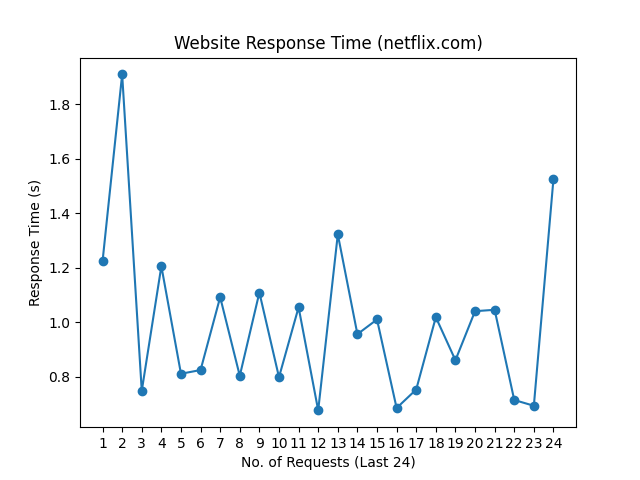 Website Response Time (netflix.com)
Response Time (s)
1.8
1.6
1.4
1.2
1.0
0.8
1 2 3 4 5 6 7 8 9 10 11 12 13 14 15 16 17 18 19 20 21 22 23 24
No. of Requests (Last 24)